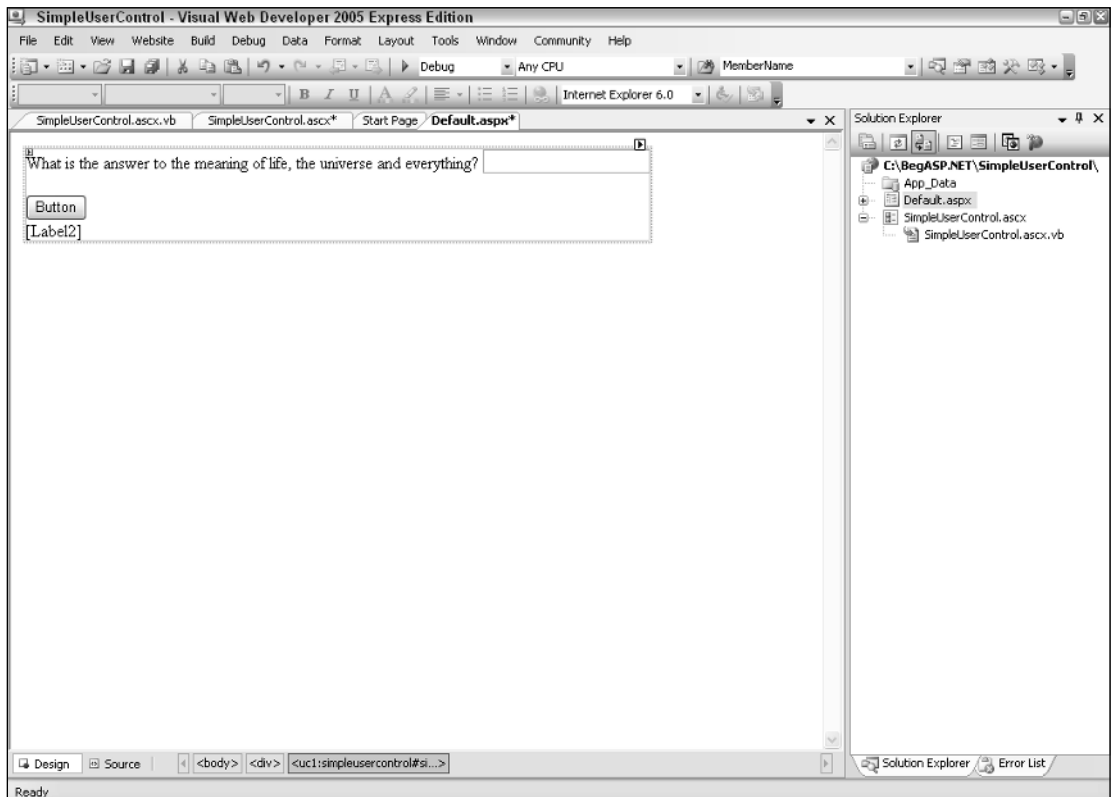 SimpleUserControl - Visual Web Developer 2005 Express Edition
File Edit View Website Build Debug Data Format Layout Tools Window Community Help
Debug Any CPU MemberName
B I U A Internet Explorer 6.0
SimpleUserControl.ascx.vb SimpleUserControl.ascx* Start Page Default.aspx*
What is the answer to the meaning of life, the universe and everything?
Button
[Label2]
Solution Explorer
C:\BegASP.NET\SimpleUserControl\
App_Data
Default.aspx
SimpleUserControl.ascx
SimpleUserControl.ascx.vb
Design Source <body> <div> <uc1:simpleusercontrol#si...>
Solution Explorer Error List
Ready